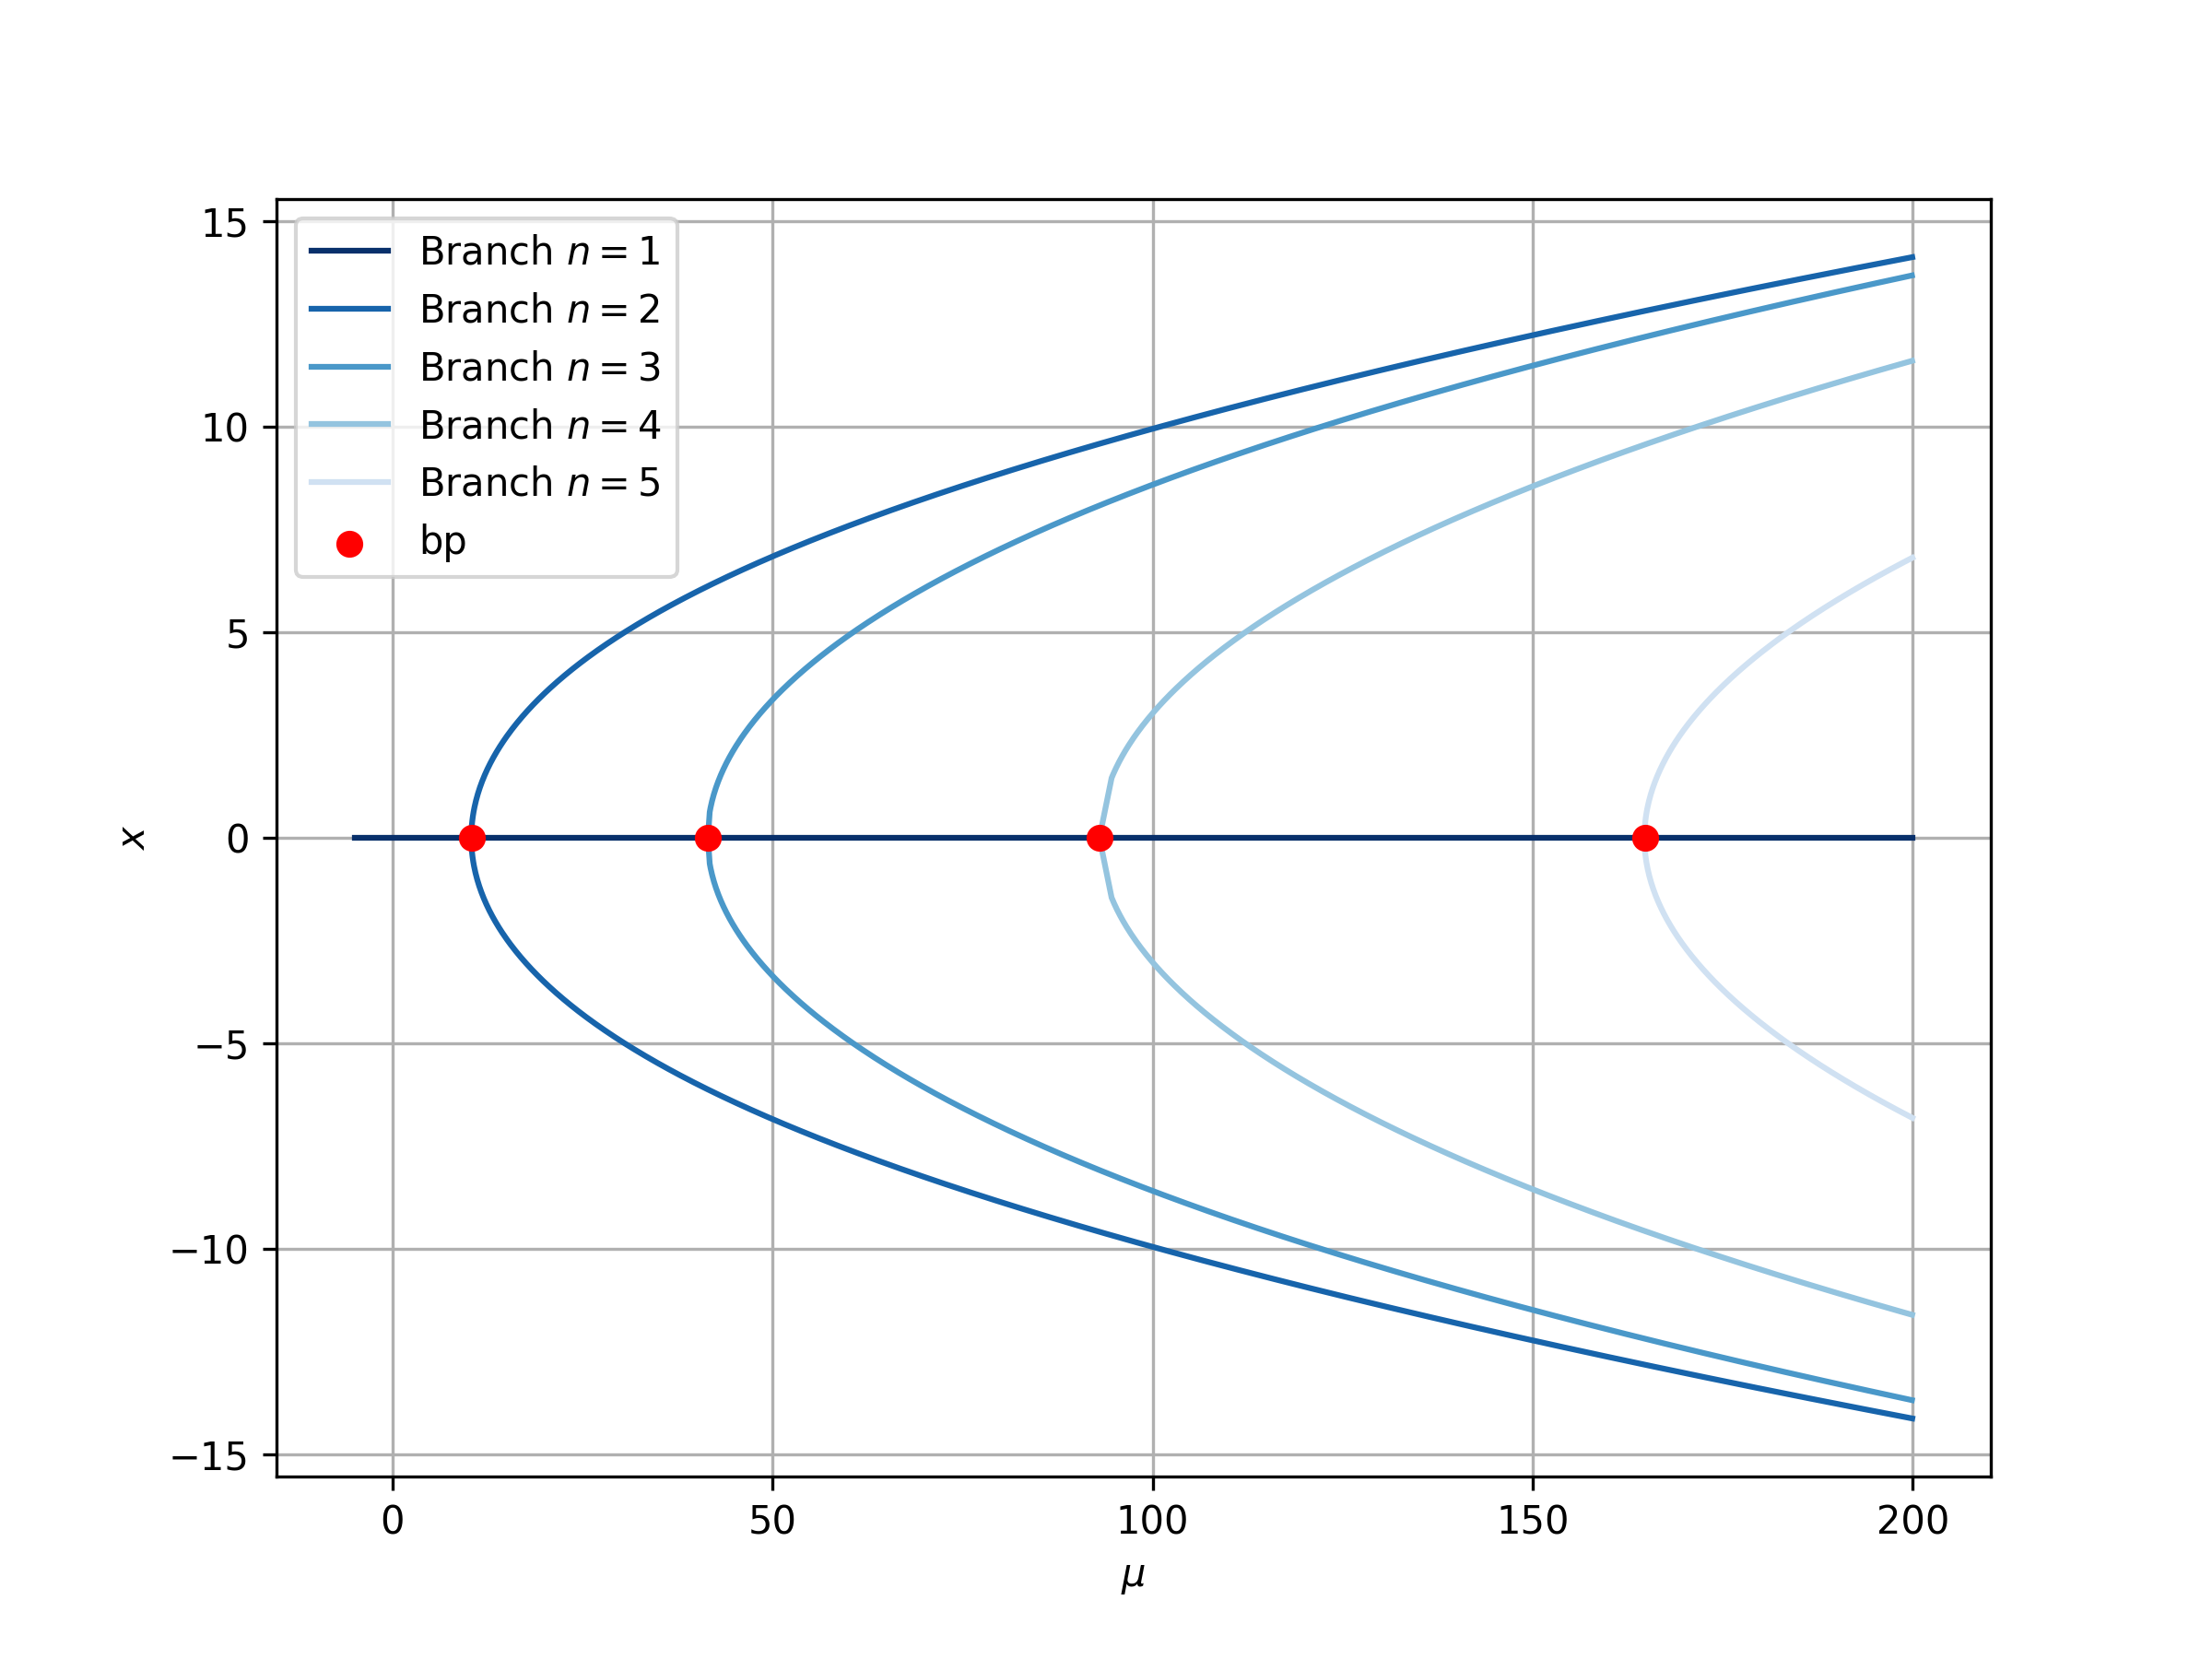 Branch n = 1
Branch n = 2
Branch n = 3
Branch n = 4
Branch n = 5
bp
15
10
5
0
−5
−10
−15
x
0 50 100 150 200
μ